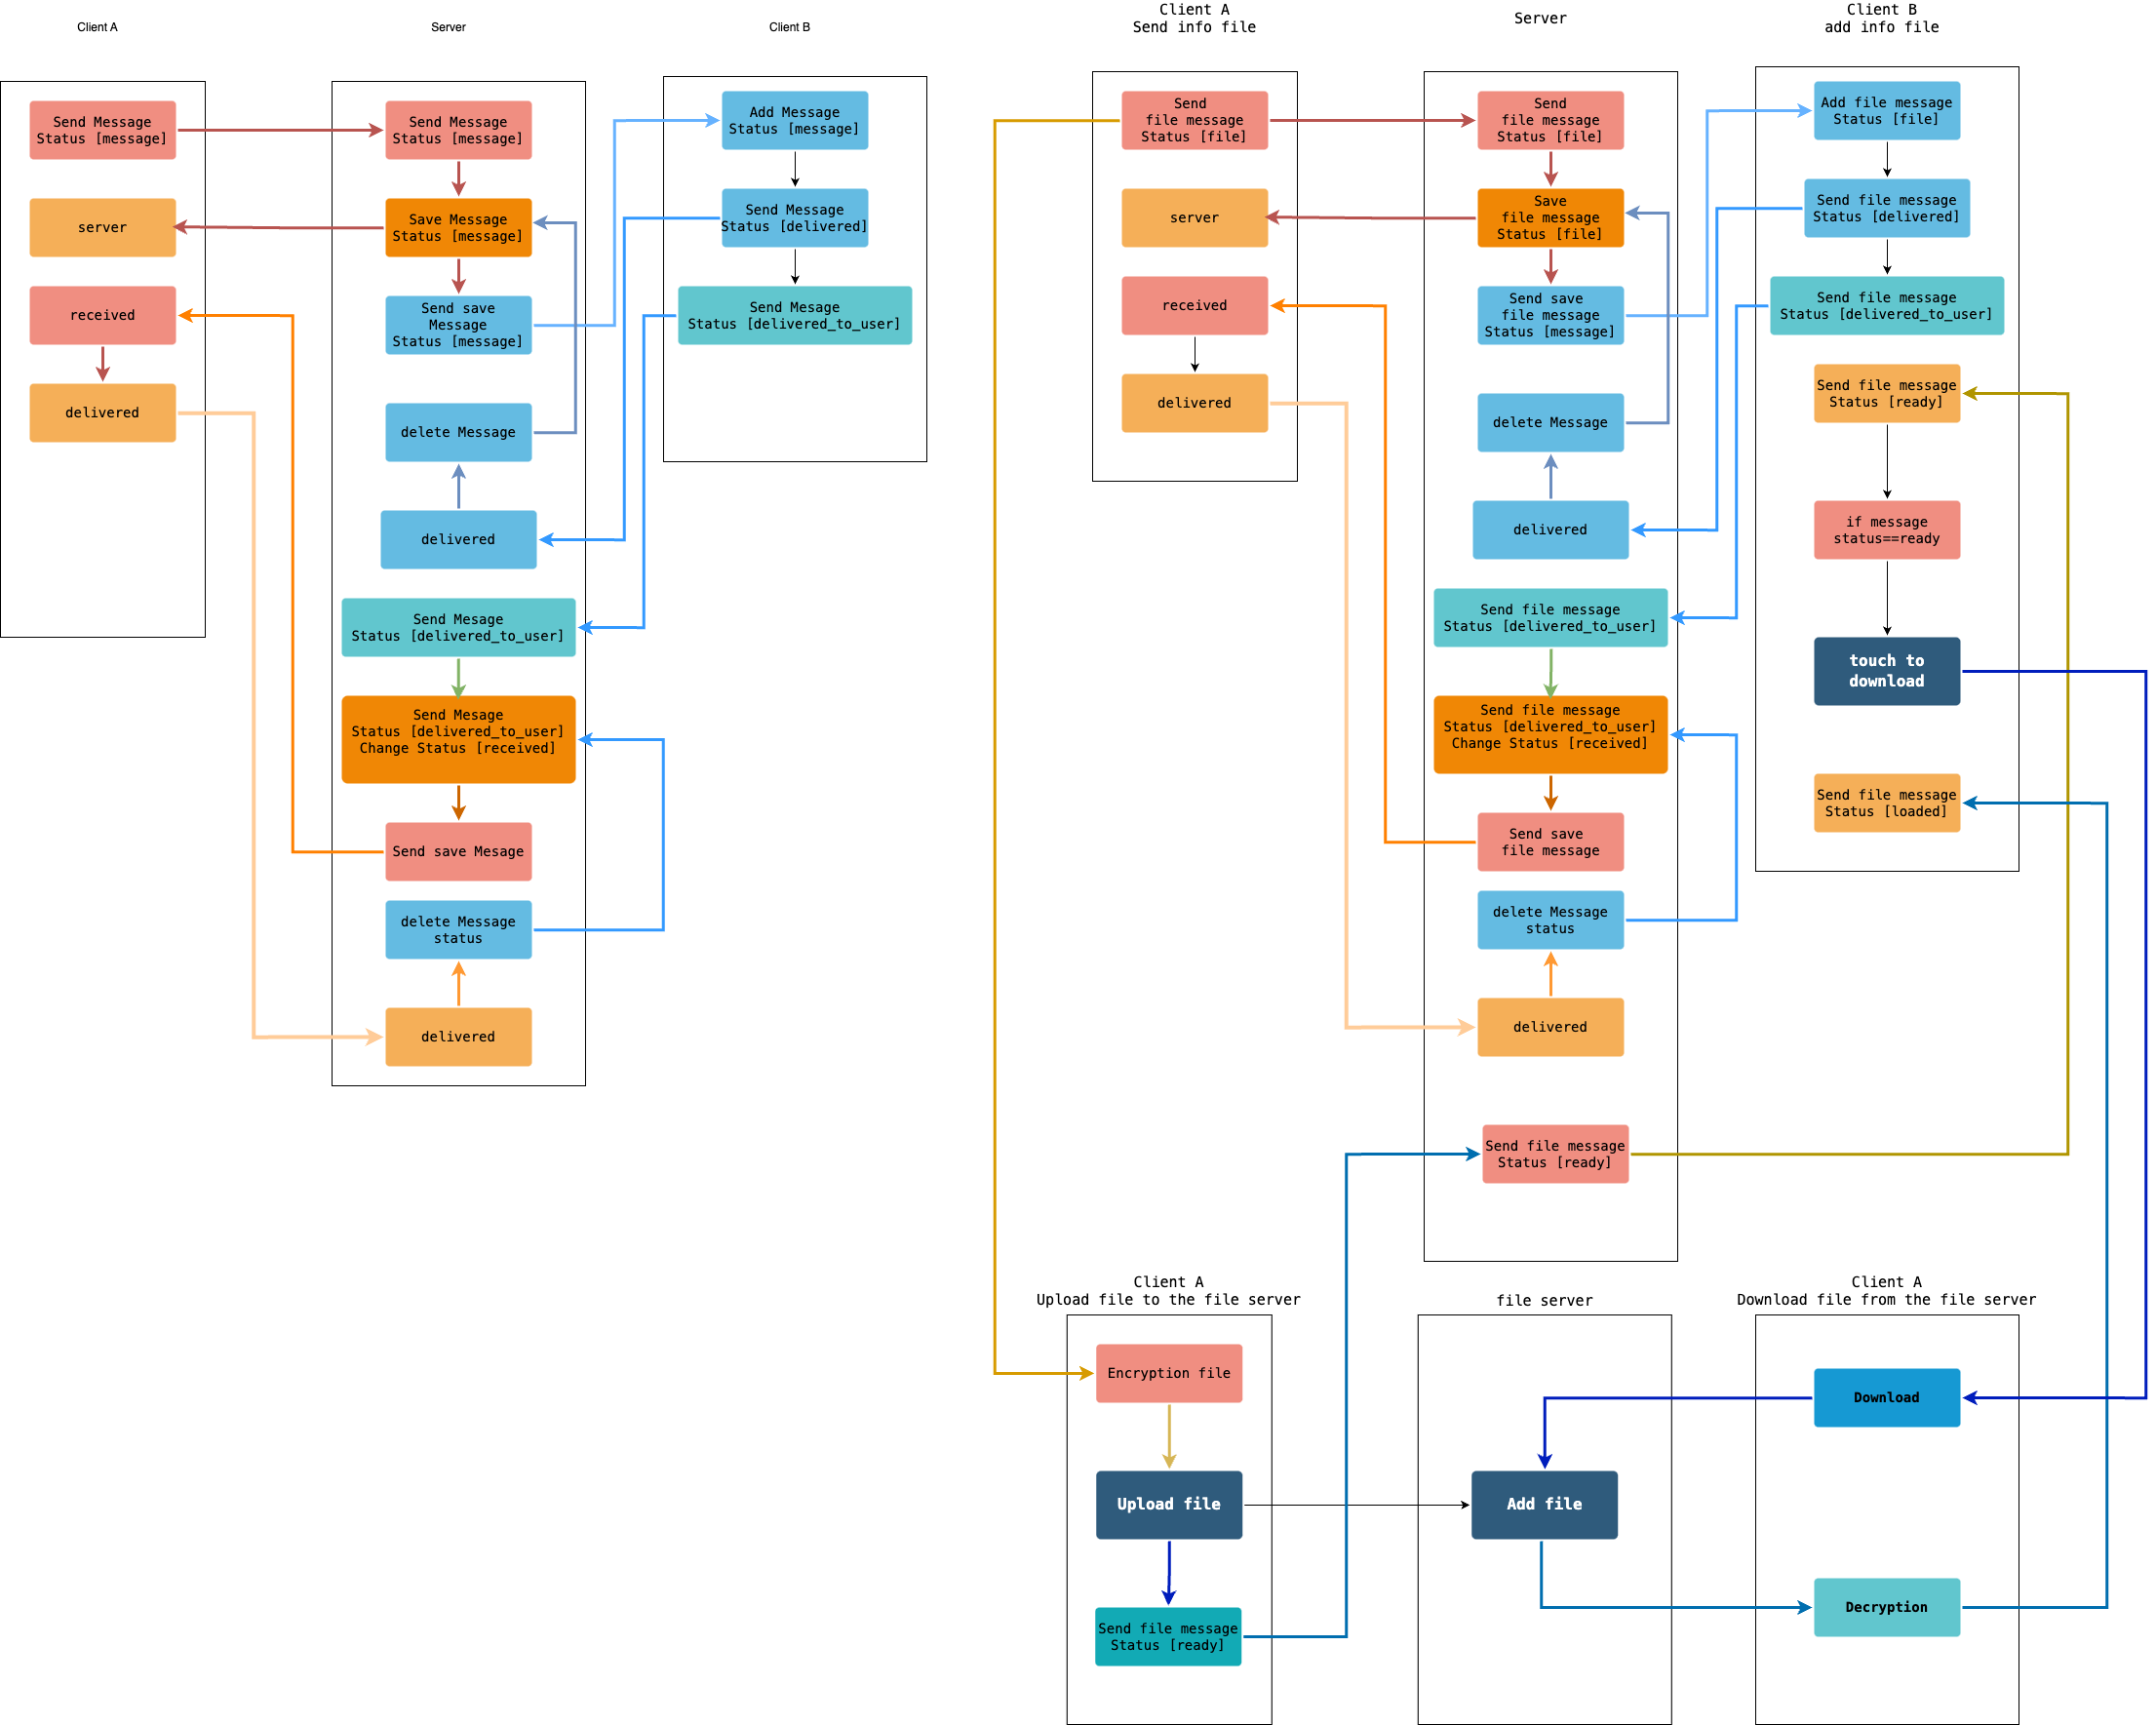 Client A
Server
Client B
Send Message
Status [message]
server
received
delivered
Send Message
Status [message]
Save Message
Status [message]
Send save
Message
Status [message]
delete Message
delivered
Send Mesage
Status [delivered_to_user]
Send Mesage
Status [delivered_to_user]
Change Status [received]
Send save Mesage
delete Message
status
delivered
Add Message
Status [message]
Send Message
Status [delivered]
Send Mesage
Status [delivered_to_user]
Client A
Send info file
Server
Client B
add info file
Send
file message
Status [file]
server
received
delivered
Send
file message
Status [file]
Save
file message
Status [file]
Send save
file message
Status [message]
delete Message
delivered
Send file message
Status [delivered_to_user]
Send file message
Status [delivered_to_user]
Change Status [received]
Send save
file message
delete Message
status
delivered
Send file message
Status [ready]
Add file message
Status [file]
Send file message
Status [delivered]
Send file message
Status [delivered_to_user]
Send file message
Status [ready]
if message
status==ready
touch to
download
Send file message
Status [loaded]
Client A
Upload file to the file server
file server
Client A
Download file from the file server
Encryption file
Upload file
Send file message
Status [ready]
Add file
Download
Decryption